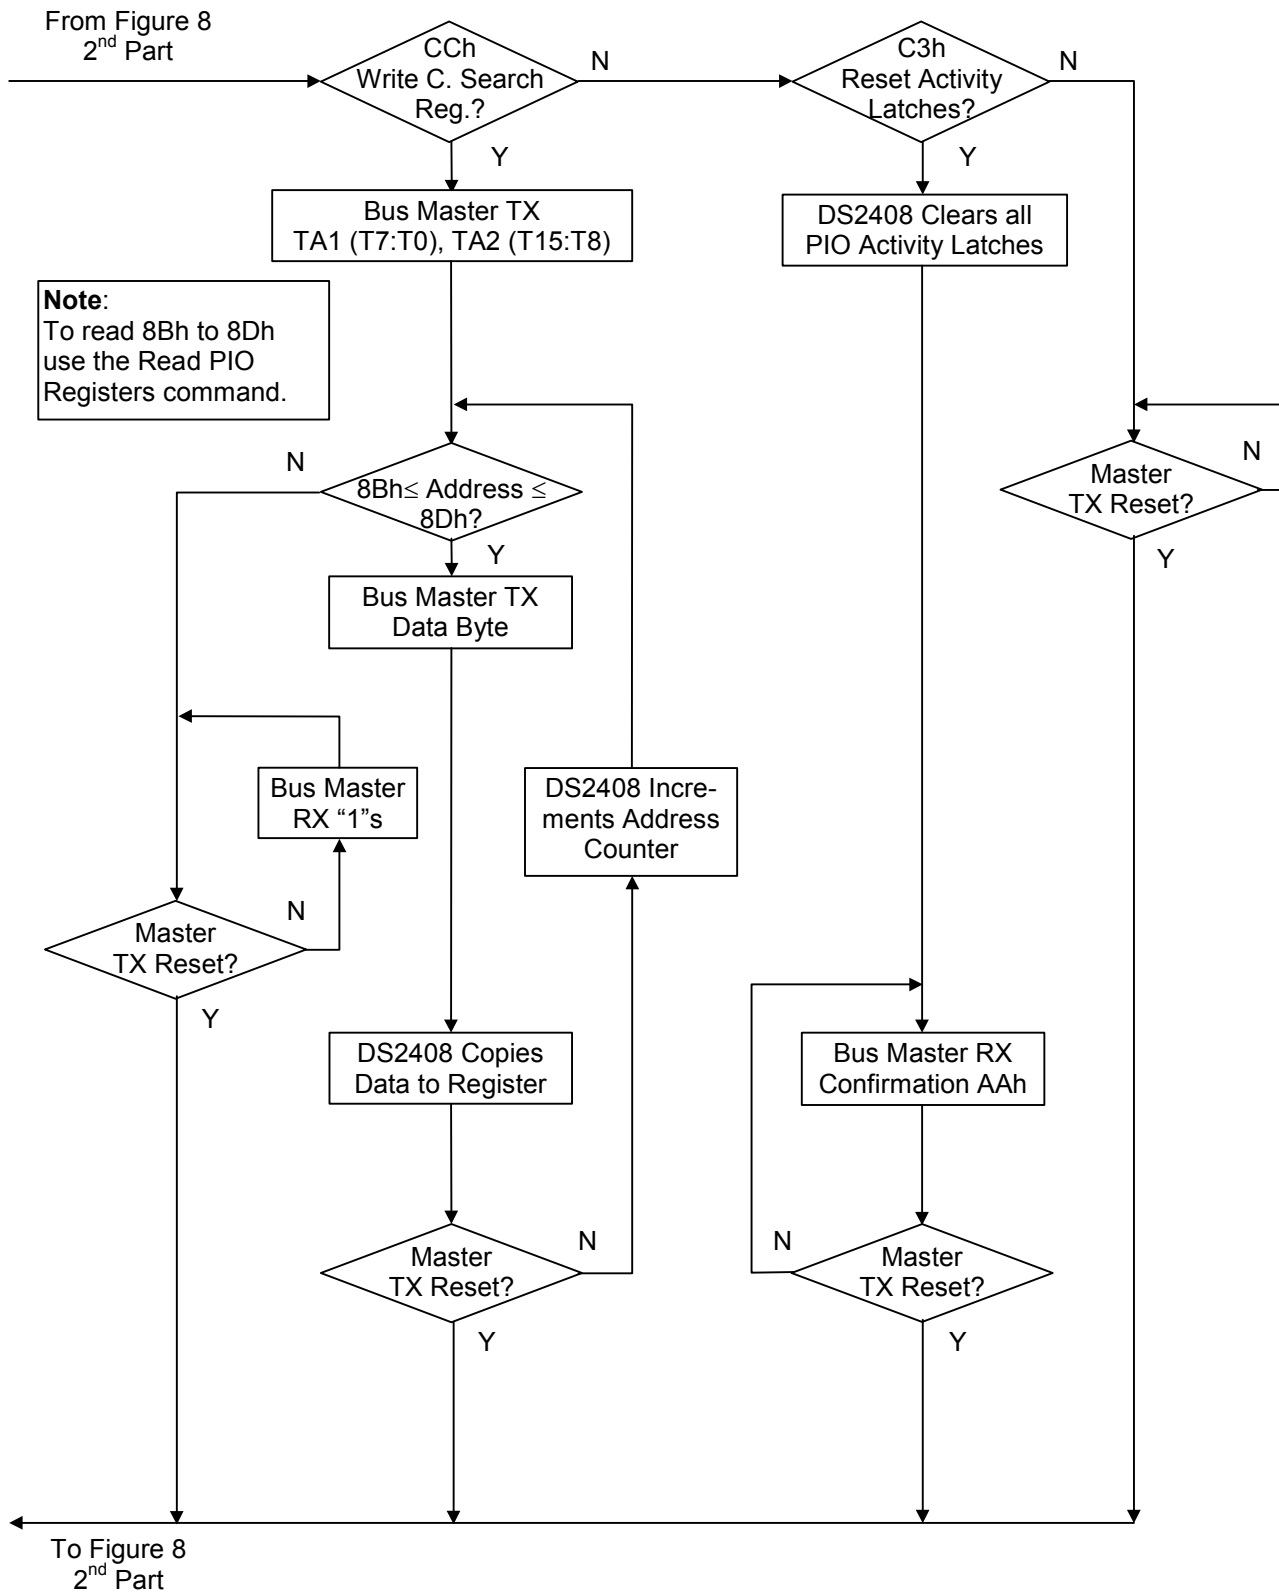 From Figure 8
2nd Part
CCh
Write C. Search
Reg.?
N
Y
C3h
Reset Activity
Latches?
N
Y
Bus Master TX
TA1 (T7:T0), TA2 (T15:T8)
DS2408 Clears all
PIO Activity Latches
Note:
To read 8Bh to 8Dh
use the Read PIO
Registers command.
N
8Bh≤ Address ≤
8Dh?
Y
Master
TX Reset?
N
Y
Bus Master TX
Data Byte
Bus Master
RX “1”s
DS2408 Incre-
ments Address
Counter
Master
TX Reset?
N
Y
DS2408 Copies
Data to Register
Bus Master RX
Confirmation AAh
Master
TX Reset?
N
Y
N
Master
TX Reset?
Y
To Figure 8
2nd Part